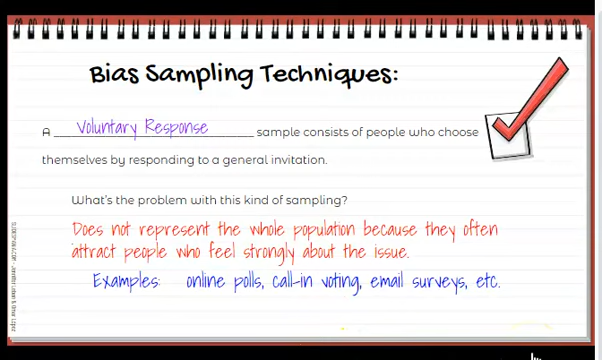 Bias Sampling Techniques:
A Voluntary Response sample consists of people who choose
themselves by responding to a general invitation.
What's the problem with this kind of sampling?
Does not represent the whole population because they often
attract people who feel strongly about the issue.
Examples: online polls, call-in voting, email surveys, etc.